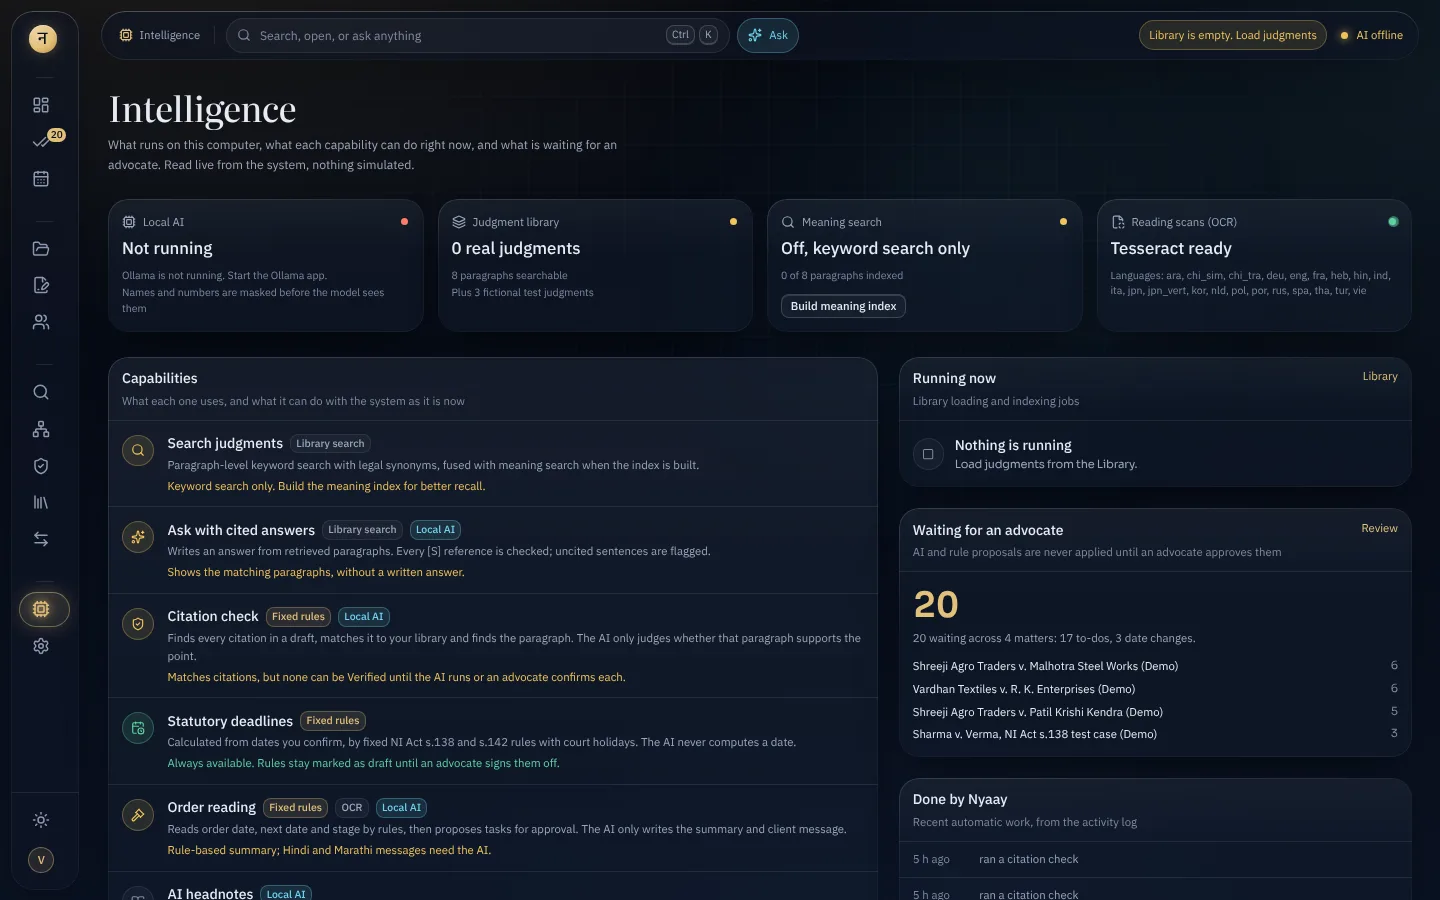 न
Intelligence
Search, open, or ask anything
Ctrl K
Ask
Library is empty. Load judgments
AI offline
20
Intelligence
What runs on this computer, what each capability can do right now, and what is waiting for an
advocate. Read live from the system, nothing simulated.
Local AI
Not running
Ollama is not running. Start the Ollama app.
Names and numbers are masked before the model sees
them
Judgment library
0 real judgments
8 paragraphs searchable
Plus 3 fictional test judgments
Meaning search
Off, keyword search only
0 of 8 paragraphs indexed
Build meaning index
Reading scans (OCR)
Tesseract ready
Languages: ara, chi_sim, chi_tra, deu, eng, fra, heb, hin, ind,
ita, jpn, jpn_vert, kor, nld, pol, por, rus, spa, tha, tur, vie
Capabilities
What each one uses, and what it can do with the system as it is now
Search judgments Library search
Paragraph-level keyword search with legal synonyms, fused with meaning search when the index is built.
Keyword search only. Build the meaning index for better recall.
Ask with cited answers Library search Local AI
Writes an answer from retrieved paragraphs. Every [S] reference is checked; uncited sentences are flagged.
Shows the matching paragraphs, without a written answer.
Citation check Fixed rules Local AI
Finds every citation in a draft, matches it to your library and finds the paragraph. The AI only judges whether that paragraph supports the
point.
Matches citations, but none can be Verified until the AI runs or an advocate confirms each.
Statutory deadlines Fixed rules
Calculated from dates you confirm, by fixed NI Act s.138 and s.142 rules with court holidays. The AI never computes a date.
Always available. Rules stay marked as draft until an advocate signs them off.
Order reading Fixed rules OCR Local AI
Reads order date, next date and stage by rules, then proposes tasks for approval. The AI only writes the summary and client message.
Rule-based summary; Hindi and Marathi messages need the AI.
AI headnotes Local AI
Running now
Library
Library loading and indexing jobs
Nothing is running
Load judgments from the Library.
Waiting for an advocate
Review
AI and rule proposals are never applied until an advocate approves them
20
20 waiting across 4 matters: 17 to-dos, 3 date changes.
Shreeji Agro Traders v. Malhotra Steel Works (Demo) 6
Vardhan Textiles v. R. K. Enterprises (Demo) 6
Shreeji Agro Traders v. Patil Krishi Kendra (Demo) 5
Sharma v. Verma, NI Act s.138 test case (Demo) 3
Done by Nyaay
Recent automatic work, from the activity log
5 h ago ran a citation check
5 h ago ran a citation check
V